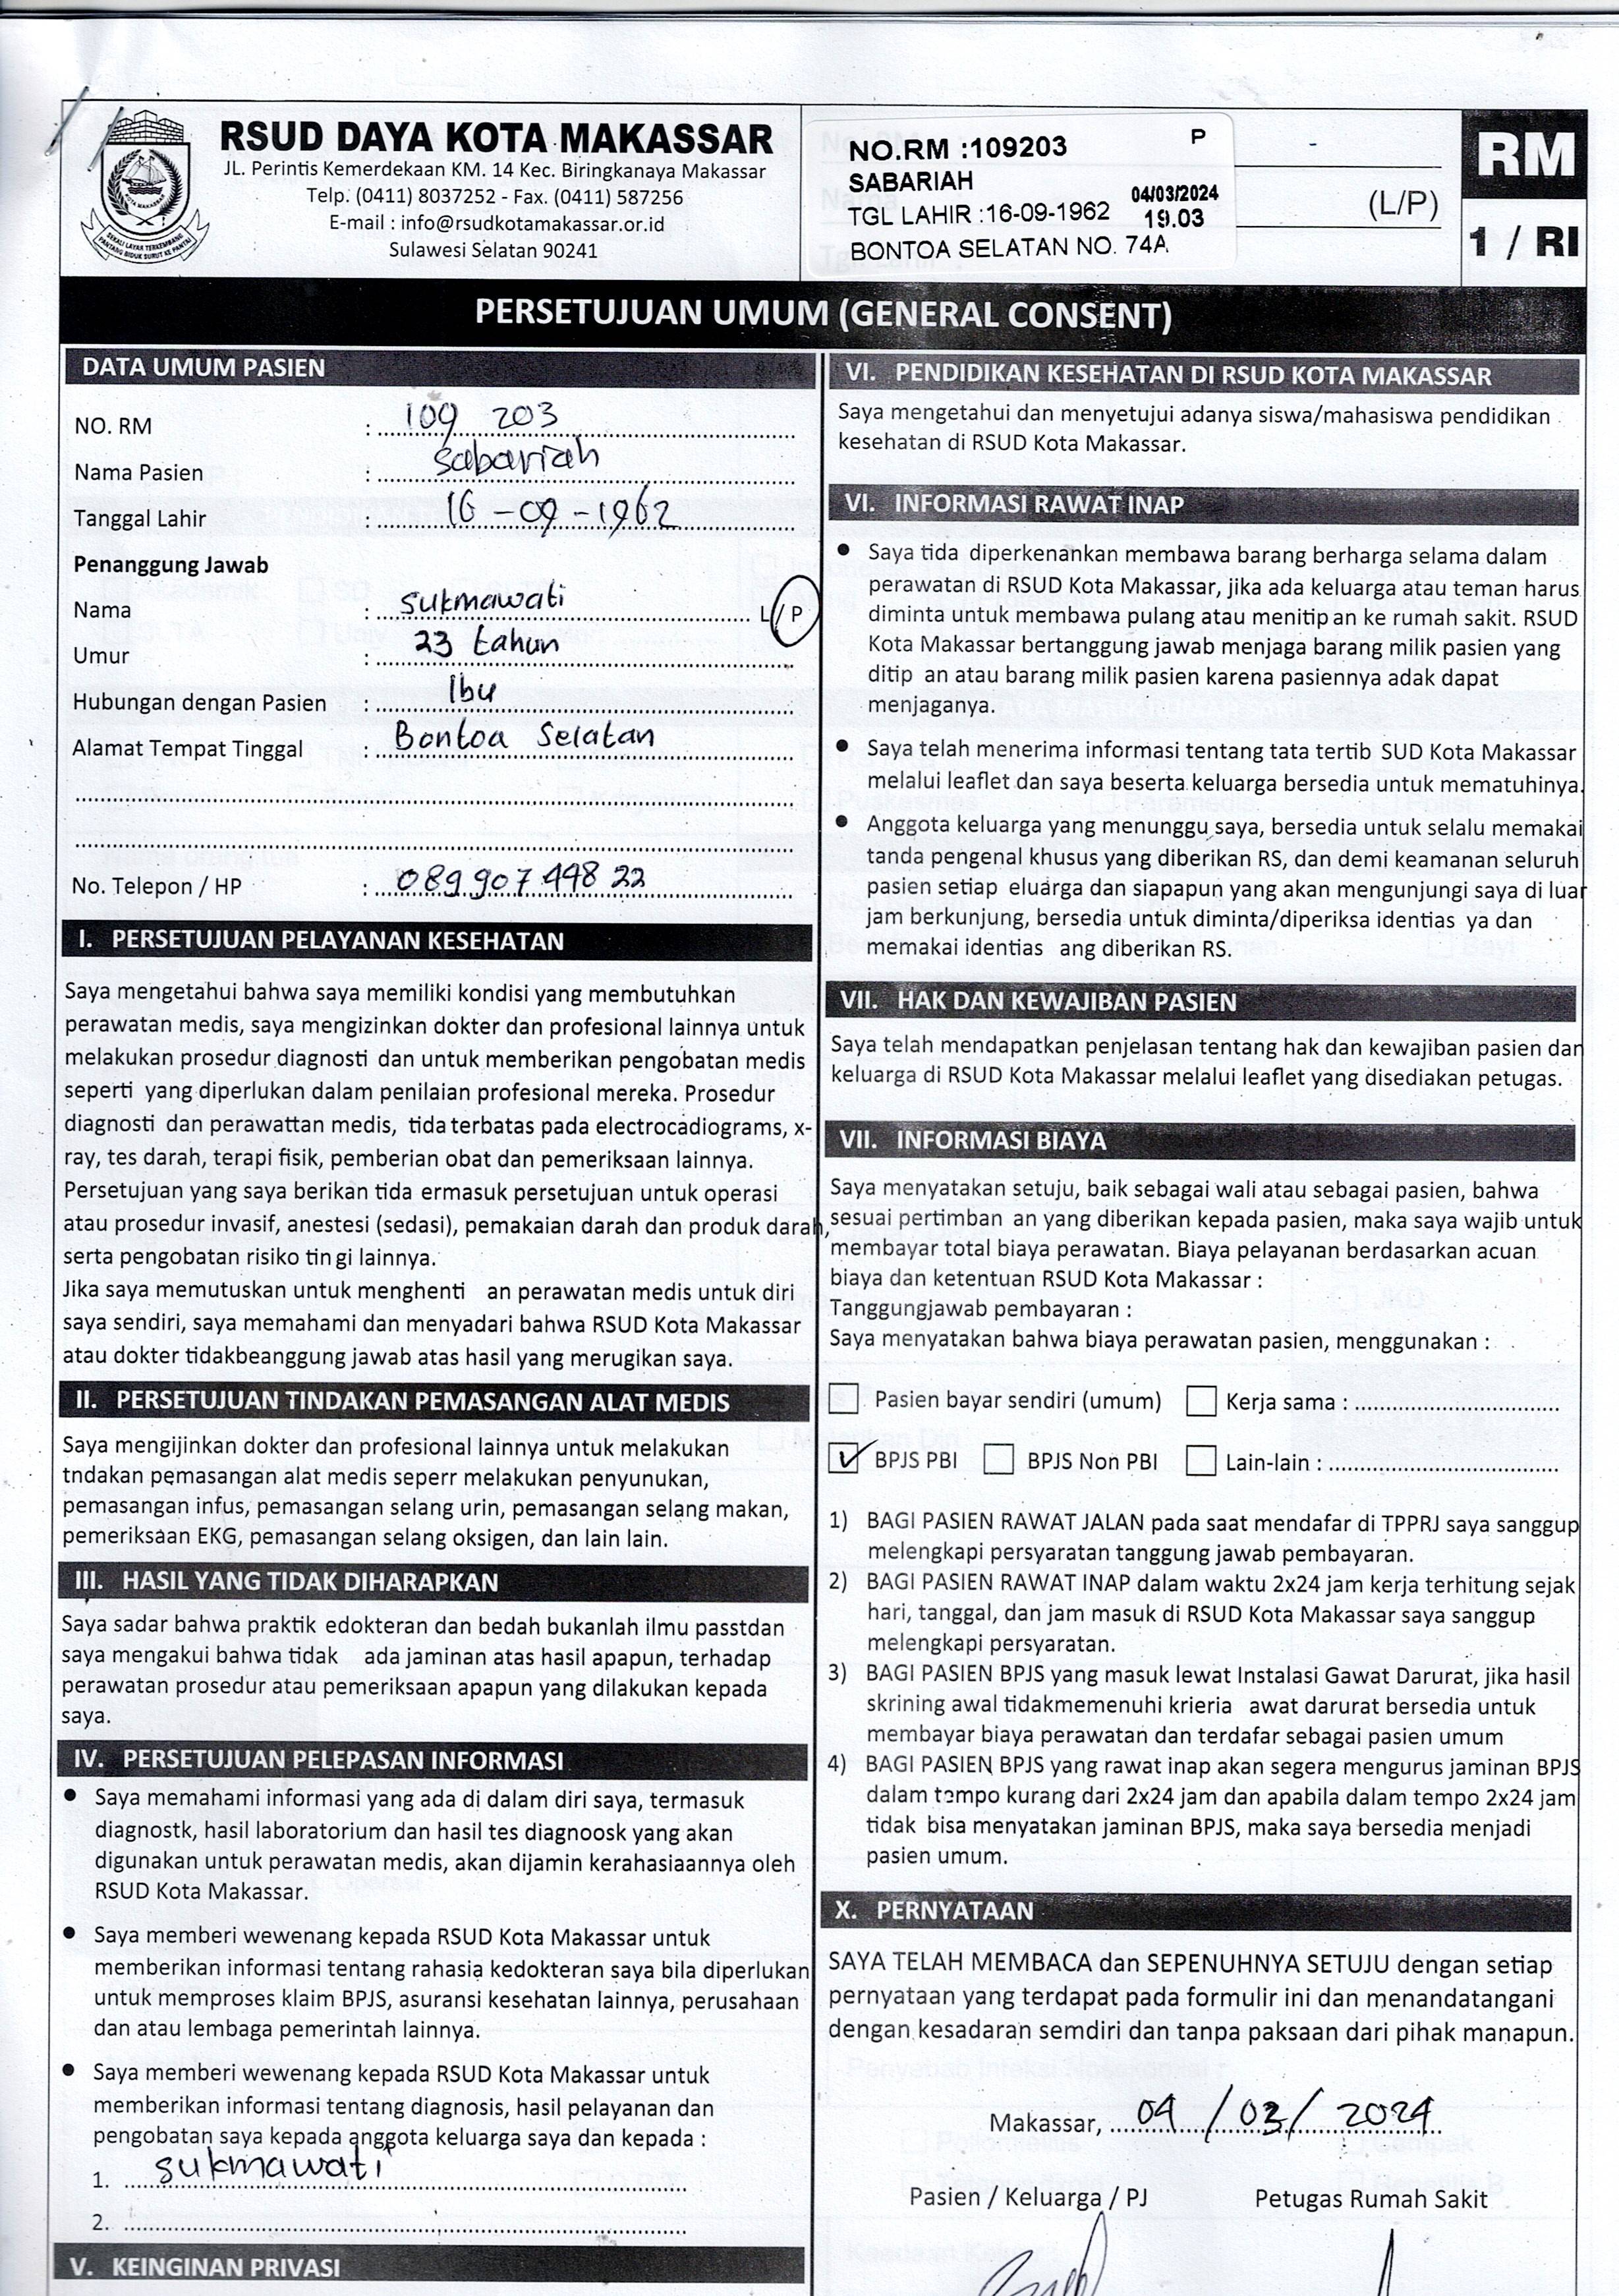 RSUD DAYA KOTA MAKASSAR
JL. Perintis Kemerdekaan KM. 14 Kec. Biringkanaya Makassar
Telp. (0411) 8037252 - Fax. (0411) 587256
E-mail : info@rsudkotamakassar.or.id
Sulawesi Selatan 90241
NO.RM :109203 P
SABARIAH
TGL LAHIR :16-09-1962 04/03/2024
19.03
BONTOA SELATAN NO. 74A
(L/P)
RM
1 / RI
PERSETUJUAN UMUM (GENERAL CONSENT)
DATA UMUM PASIEN
NO. RM : 109 203
Nama Pasien : Sabariah
Tanggal Lahir : 16-09-1962
Penanggung Jawab
Nama : Sukmawati L/P
Umur : 23 tahun
Hubungan dengan Pasien : Ibu
Alamat Tempat Tinggal : Bontoa Selatan
No. Telepon / HP : 089 907 448 22
I. PERSETUJUAN PELAYANAN KESEHATAN
Saya mengetahui bahwa saya memiliki kondisi yang membutuhkan
perawatan medis, saya mengizinkan dokter dan profesional lainnya untuk
melakukan prosedur diagnosti dan untuk memberikan pengobatan medis
seperti yang diperlukan dalam penilaian profesional mereka. Prosedur
diagnosti dan perawattan medis, tida terbatas pada electrocadiograms, x-
ray, tes darah, terapi fisik, pemberian obat dan pemeriksaan lainnya.
Persetujuan yang saya berikan tida ermasuk persetujuan untuk operasi
atau prosedur invasif, anestesi (sedasi), pemakaian darah dan produk darah,
serta pengobatan risiko tin gi lainnya.
Jika saya memutuskan untuk menghenti an perawatan medis untuk diri
saya sendiri, saya memahami dan menyadari bahwa RSUD Kota Makassar
atau dokter tidakbeanggung jawab atas hasil yang merugikan saya.
II. PERSETUJUAN TINDAKAN PEMASANGAN ALAT MEDIS
Saya mengijinkan dokter dan profesional lainnya untuk melakukan
tndakan pemasangan alat medis seperr melakukan penyunukan,
pemasangan infus, pemasangan selang urin, pemasangan selang makan,
pemeriksaan EKG, pemasangan selang oksigen, dan lain lain.
III. HASIL YANG TIDAK DIHARAPKAN
Saya sadar bahwa praktik edokteran dan bedah bukanlah ilmu passtdan
saya mengakui bahwa tidak ada jaminan atas hasil apapun, terhadap
perawatan prosedur atau pemeriksaan apapun yang dilakukan kepada
saya.
IV. PERSETUJUAN PELEPASAN INFORMASI
● Saya memahami informasi yang ada di dalam diri saya, termasuk
diagnostk, hasil laboratorium dan hasil tes diagnoosk yang akan
digunakan untuk perawatan medis, akan dijamin kerahasiaannya oleh
RSUD Kota Makassar.
● Saya memberi wewenang kepada RSUD Kota Makassar untuk
memberikan informasi tentang rahasia kedokteran saya bila diperlukan
untuk memproses klaim BPJS, asuransi kesehatan lainnya, perusahaan
dan atau lembaga pemerintah lainnya.
● Saya memberi wewenang kepada RSUD Kota Makassar untuk
memberikan informasi tentang diagnosis, hasil pelayanan dan
pengobatan saya kepada anggota keluarga saya dan kepada :
1. sukmawati
2.
V. KEINGINAN PRIVASI
VI. PENDIDIKAN KESEHATAN DI RSUD KOTA MAKASSAR
Saya mengetahui dan menyetujui adanya siswa/mahasiswa pendidikan
kesehatan di RSUD Kota Makassar.
VI. INFORMASI RAWAT INAP
● Saya tida diperkenankan membawa barang berharga selama dalam
perawatan di RSUD Kota Makassar, jika ada keluarga atau teman harus
diminta untuk membawa pulang atau menitip an ke rumah sakit. RSUD
Kota Makassar bertanggung jawab menjaga barang milik pasien yang
ditip an atau barang milik pasien karena pasiennya adak dapat
menjaganya.
● Saya telah menerima informasi tentang tata tertib SUD Kota Makassar
melalui leaflet dan saya beserta keluarga bersedia untuk mematuhinya.
● Anggota keluarga yang menunggu saya, bersedia untuk selalu memakai
tanda pengenal khusus yang diberikan RS, dan demi keamanan seluruh
pasien setiap eluarga dan siapapun yang akan mengunjungi saya di luar
jam berkunjung, bersedia untuk diminta/diperiksa identias ya dan
memakai identias ang diberikan RS.
VII. HAK DAN KEWAJIBAN PASIEN
Saya telah mendapatkan penjelasan tentang hak dan kewajiban pasien dan
keluarga di RSUD Kota Makassar melalui leaflet yang disediakan petugas.
VII. INFORMASI BIAYA
Saya menyatakan setuju, baik sebagai wali atau sebagai pasien, bahwa
sesuai pertimban an yang diberikan kepada pasien, maka saya wajib untuk
membayar total biaya perawatan. Biaya pelayanan berdasarkan acuan
biaya dan ketentuan RSUD Kota Makassar :
Tanggungjawab pembayaran :
Saya menyatakan bahwa biaya perawatan pasien, menggunakan :
Pasien bayar sendiri (umum) Kerja sama :
✓ BPJS PBI BPJS Non PBI Lain-lain :
1) BAGI PASIEN RAWAT JALAN pada saat mendafar di TPPRJ saya sanggup
melengkapi persyaratan tanggung jawab pembayaran.
2) BAGI PASIEN RAWAT INAP dalam waktu 2x24 jam kerja terhitung sejak
hari, tanggal, dan jam masuk di RSUD Kota Makassar saya sanggup
melengkapi persyaratan.
3) BAGI PASIEN BPJS yang masuk lewat Instalasi Gawat Darurat, jika hasil
skrining awal tidakmemenuhi krieria awat darurat bersedia untuk
membayar biaya perawatan dan terdafar sebagai pasien umum
4) BAGI PASIEN BPJS yang rawat inap akan segera mengurus jaminan BPJS
dalam tempo kurang dari 2x24 jam dan apabila dalam tempo 2x24 jam
tidak bisa menyatakan jaminan BPJS, maka saya bersedia menjadi
pasien umum.
X. PERNYATAAN
SAYA TELAH MEMBACA dan SEPENUHNYA SETUJU dengan setiap
pernyataan yang terdapat pada formulir ini dan menandatangani
dengan kesadaran semdiri dan tanpa paksaan dari pihak manapun.
Makassar, 04/03/2024
Pasien / Keluarga / PJ Petugas Rumah Sakit